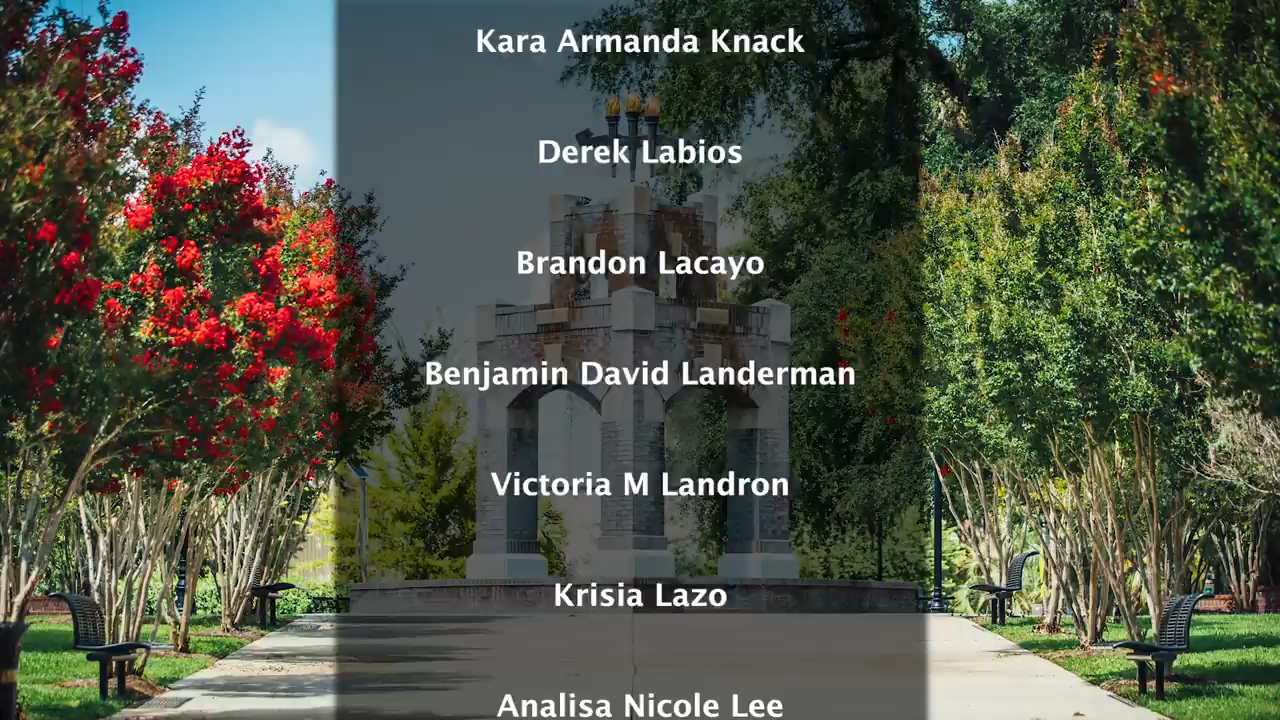 Kara Armanda Knack
Derek Labios
Brandon Lacayo
Benjamin David Landerman
Victoria M Landron
Krisia Lazo
Analisa Nicole Lee